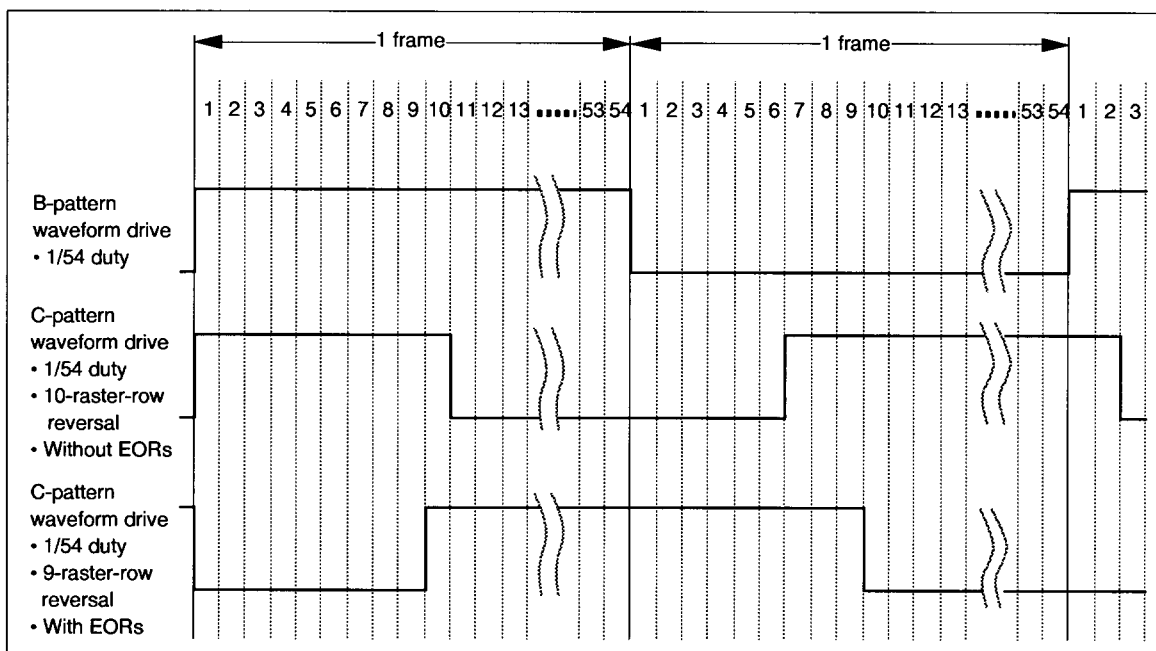 1 frame 1 frame
1 2 3 4 5 6 7 8 9 10 11 12 13 ..... 53 54 1 2 3 4 5 6 7 8 9 10 11 12 13 ..... 53 54 1 2 3
B-pattern
waveform drive
• 1/54 duty
C-pattern
waveform drive
• 1/54 duty
• 10-raster-row
reversal
• Without EORs
C-pattern
waveform drive
• 1/54 duty
• 9-raster-row
reversal
• With EORs